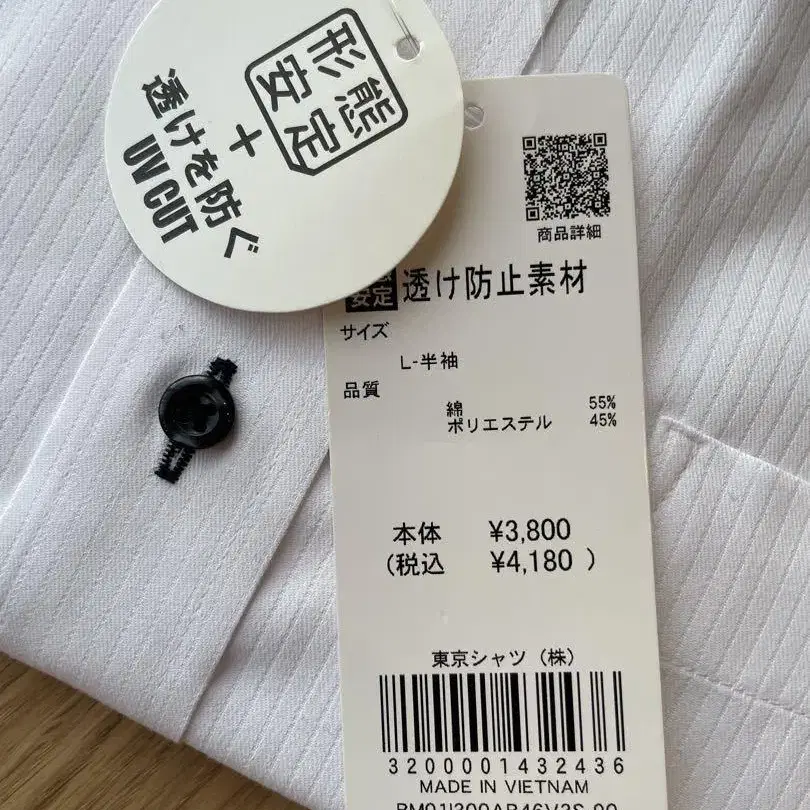 形態
安定
+
透けを防ぐ
UV CUT
商品詳細
安定 透け防止素材
サイズ
L-半袖
品質
綿 55%
ポリエステル 45%
本体 ¥3,800
(税込 ¥4,180 )
東京シャツ (株)
3200001432436
MADE IN VIETNAM